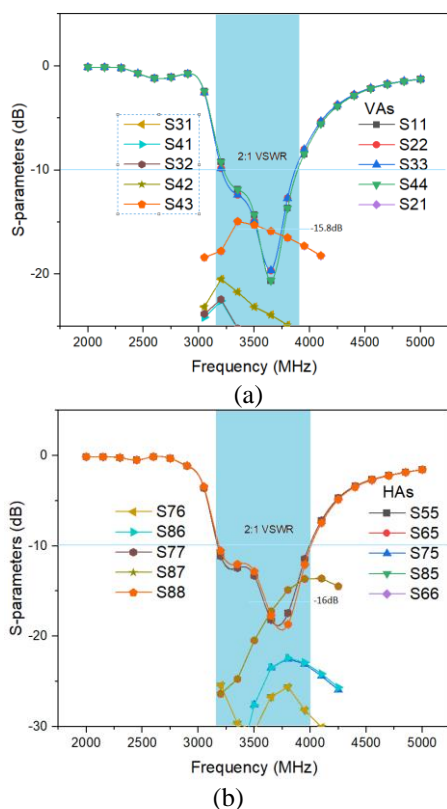 0
-10
-20
S-parameters (dB)
S31
S41
S32
S42
S43
2:1 VSWR
VAs
S11
S22
S33
S44
S21
-15.8dB
2000 2500 3000 3500 4000 4500 5000
Frequency (MHz)
(a)
0
-10
-20
-30
S-parameters (dB)
S76
S86
S77
S87
S88
2:1 VSWR
HAs
S55
S65
S75
S85
S66
-16dB
2000 2500 3000 3500 4000 4500 5000
Frequency (MHz)
(b)